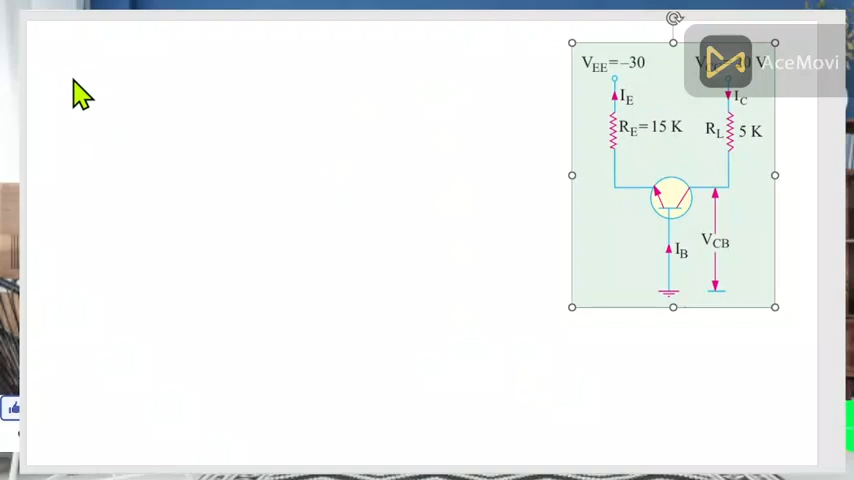 VEE=–30
AceMovi
IE
IC
RE=15 K
RL
5 K
VCB
IB